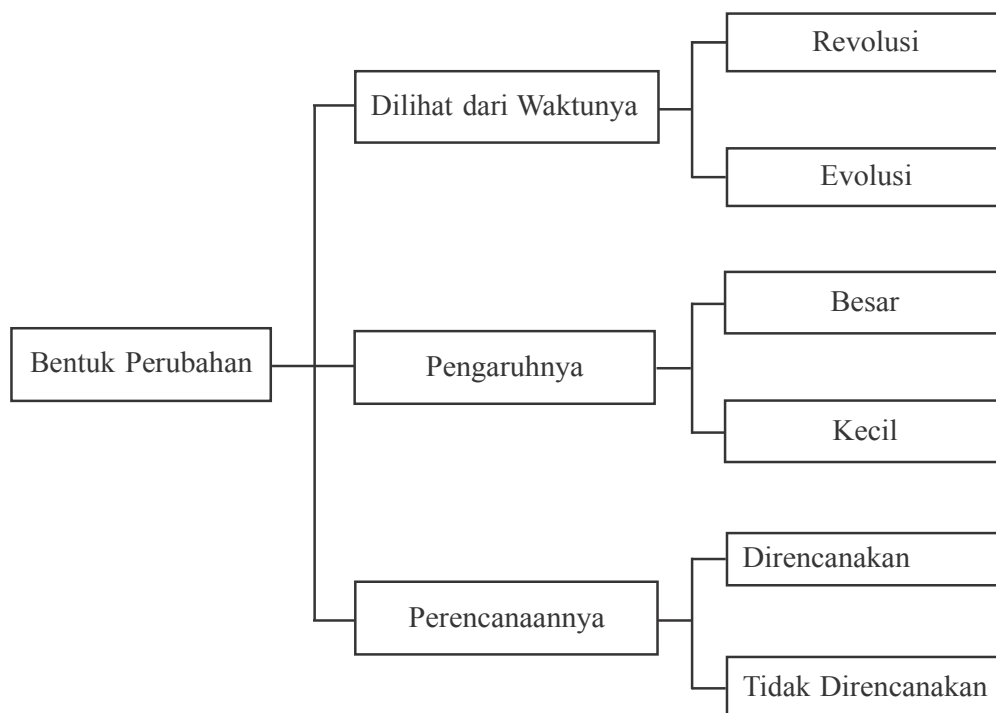 Bentuk Perubahan
Dilihat dari Waktunya
Revolusi
Evolusi
Pengaruhnya
Besar
Kecil
Perencanaannya
Direncanakan
Tidak Direncanakan